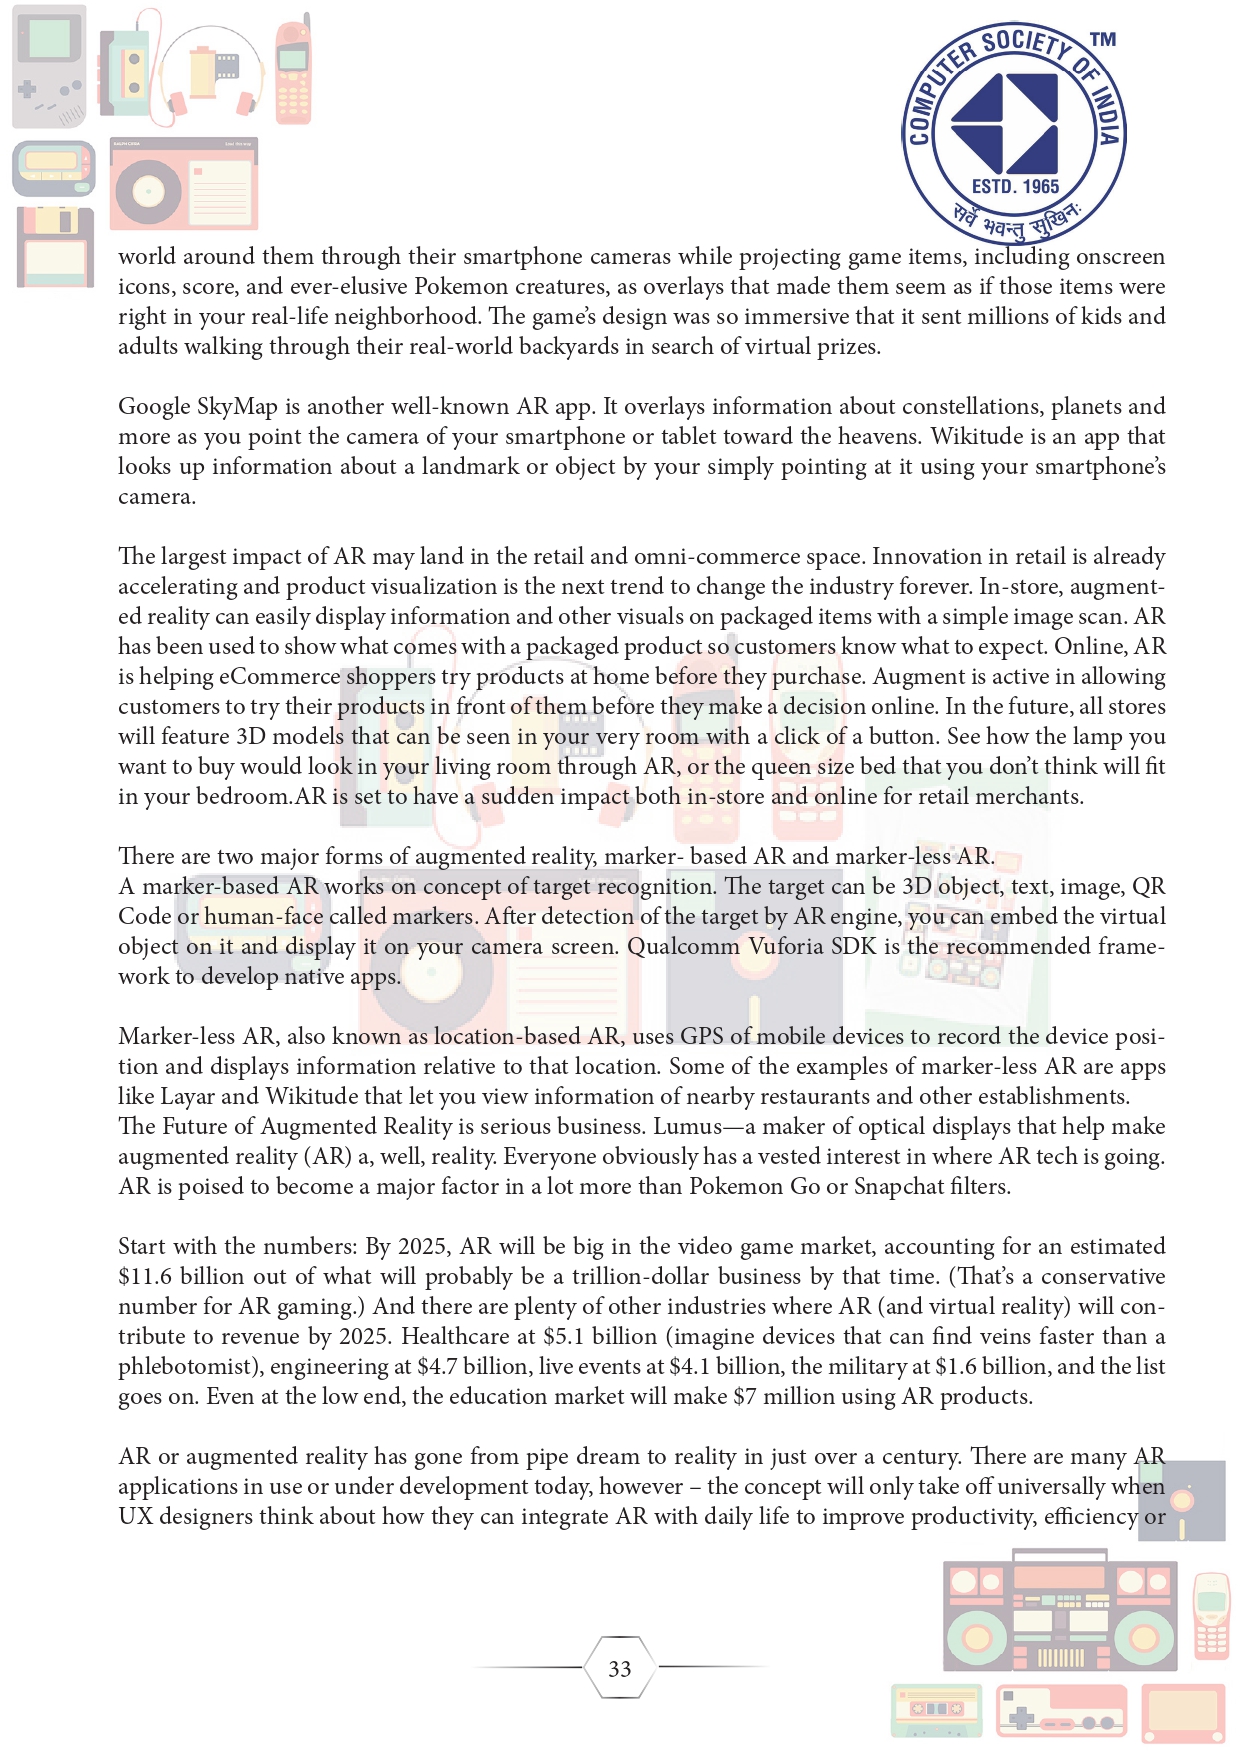 COMPUTER SOCIETY OF INDIA
TM
ESTD. 1965
सर्वे भवन्तु सुखिनः
world around them through their smartphone cameras while projecting game items, including onscreen
icons, score, and ever-elusive Pokemon creatures, as overlays that made them seem as if those items were
right in your real-life neighborhood. The game’s design was so immersive that it sent millions of kids and
adults walking through their real-world backyards in search of virtual prizes.
Google SkyMap is another well-known AR app. It overlays information about constellations, planets and
more as you point the camera of your smartphone or tablet toward the heavens. Wikitude is an app that
looks up information about a landmark or object by your simply pointing at it using your smartphone’s
camera.
The largest impact of AR may land in the retail and omni-commerce space. Innovation in retail is already
accelerating and product visualization is the next trend to change the industry forever. In-store, augment-
ed reality can easily display information and other visuals on packaged items with a simple image scan. AR
has been used to show what comes with a packaged product so customers know what to expect. Online, AR
is helping eCommerce shoppers try products at home before they purchase. Augment is active in allowing
customers to try their products in front of them before they make a decision online. In the future, all stores
will feature 3D models that can be seen in your very room with a click of a button. See how the lamp you
want to buy would look in your living room through AR, or the queen size bed that you don’t think will fit
in your bedroom.AR is set to have a sudden impact both in-store and online for retail merchants.
There are two major forms of augmented reality, marker- based AR and marker-less AR.
A marker-based AR works on concept of target recognition. The target can be 3D object, text, image, QR
Code or human-face called markers. After detection of the target by AR engine, you can embed the virtual
object on it and display it on your camera screen. Qualcomm Vuforia SDK is the recommended frame-
work to develop native apps.
Marker-less AR, also known as location-based AR, uses GPS of mobile devices to record the device posi-
tion and displays information relative to that location. Some of the examples of marker-less AR are apps
like Layar and Wikitude that let you view information of nearby restaurants and other establishments.
The Future of Augmented Reality is serious business. Lumus—a maker of optical displays that help make
augmented reality (AR) a, well, reality. Everyone obviously has a vested interest in where AR tech is going.
AR is poised to become a major factor in a lot more than Pokemon Go or Snapchat filters.
Start with the numbers: By 2025, AR will be big in the video game market, accounting for an estimated
$11.6 billion out of what will probably be a trillion-dollar business by that time. (That’s a conservative
number for AR gaming.) And there are plenty of other industries where AR (and virtual reality) will con-
tribute to revenue by 2025. Healthcare at $5.1 billion (imagine devices that can find veins faster than a
phlebotomist), engineering at $4.7 billion, live events at $4.1 billion, the military at $1.6 billion, and the list
goes on. Even at the low end, the education market will make $7 million using AR products.
AR or augmented reality has gone from pipe dream to reality in just over a century. There are many AR
applications in use or under development today, however – the concept will only take off universally when
UX designers think about how they can integrate AR with daily life to improve productivity, efficiency or
33